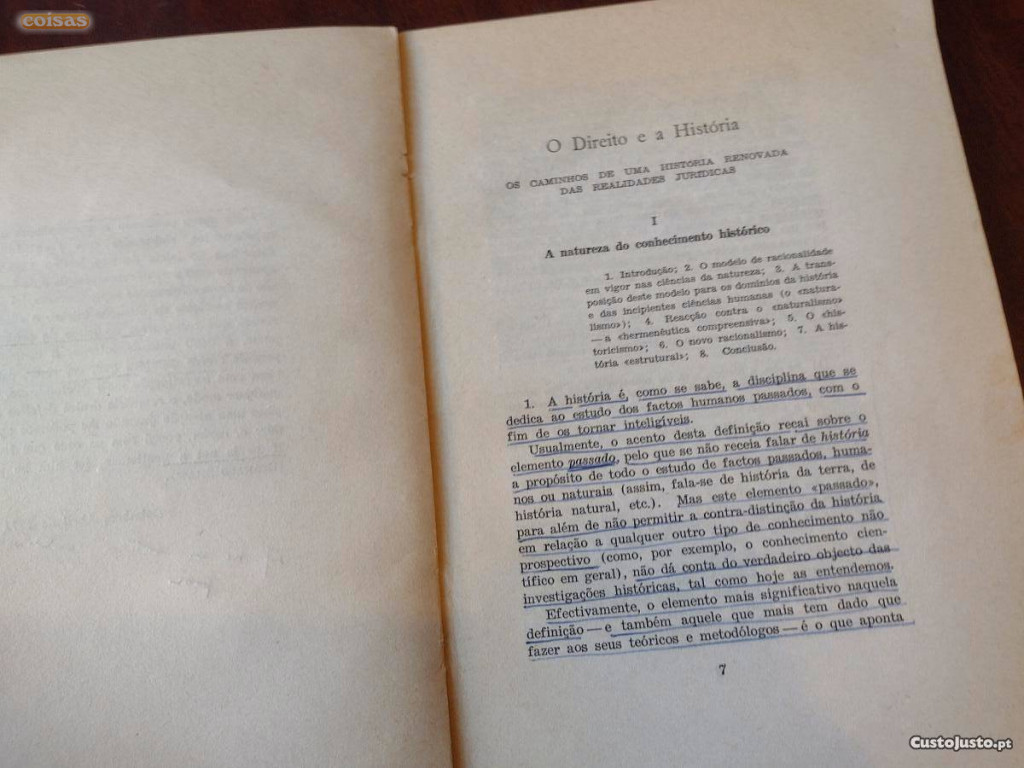 coisas
O Direito e a História
OS CAMINHOS DE UMA HISTÓRIA RENOVADA
DAS REALIDADES JURÍDICAS
I
A natureza do conhecimento histórico
1. Introdução; 2. O modelo de racionalidade
em vigor nas ciências da natureza; 3. A trans-
posição deste modelo para os domínios da história
e das incipientes ciências humanas (o «natura-
lismo»); 4. Reacção contra o «naturalismo»
— a «hermenêutica compreensiva»; 5. O «his-
toricismo»; 6. O novo racionalismo; 7. A his-
tória «estrutural»; 8. Conclusão.
1. A história é, como se sabe, a disciplina que se
dedica ao estudo dos factos humanos passados, com o
fim de os tornar inteligíveis.
Usualmente, o acento desta definição recai sobre o
elemento passado, pelo que se não receia falar de história
a propósito de todo o estudo de factos passados, huma-
nos ou naturais (assim, fala-se de história da terra, de
história natural, etc.). Mas este elemento «passado»,
para além de não permitir a contra-distinção da história
em relação a qualquer outro tipo de conhecimento não
prospectivo (como, por exemplo, o conhecimento cien-
tífico em geral), não dá conta do verdadeiro objecto das
investigações históricas, tal como hoje as entendemos.
Efectivamente, o elemento mais significativo naquela
definição — e também aquele que mais tem dado que
fazer aos seus teóricos e metodólogos — é o que aponta
7
CustoJusto.pt